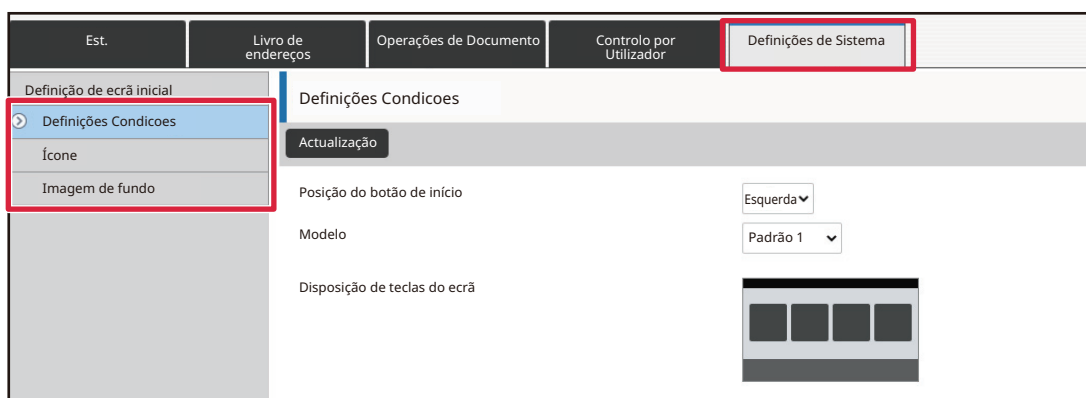 Est.
Livro de
endereços
Operações de Documento
Controlo por
Utilizador
Definições de Sistema
Definição de ecrã inicial
Definições Condicoes
Ícone
Imagem de fundo
Definições Condicoes
Actualização
Posição do botão de início
Esquerda
Modelo
Padrão 1
Disposição de teclas do ecrã